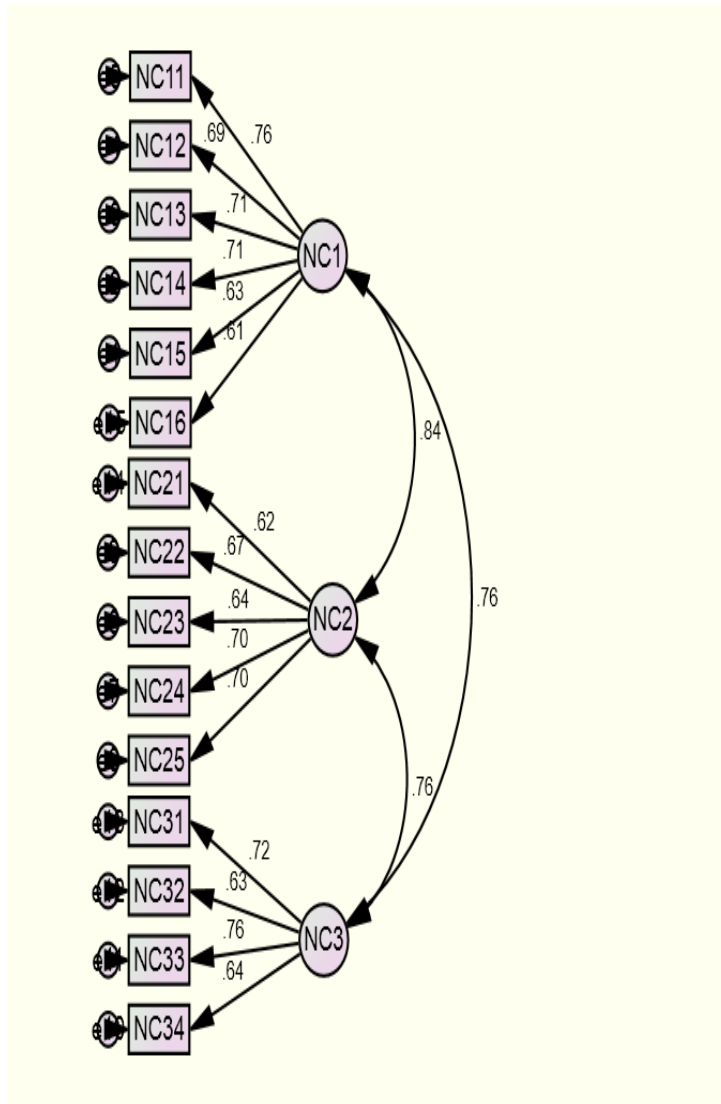 NC11
.76
.69
NC12
.71
NC13
.71
NC1
NC14
.63
.61
NC15
NC16
.84
NC21
.62
.67
NC22
.76
.64
NC23
NC2
.70
.70
NC24
NC25
.76
NC31
.72
.63
NC32
.76
NC33
NC3
.64
NC34